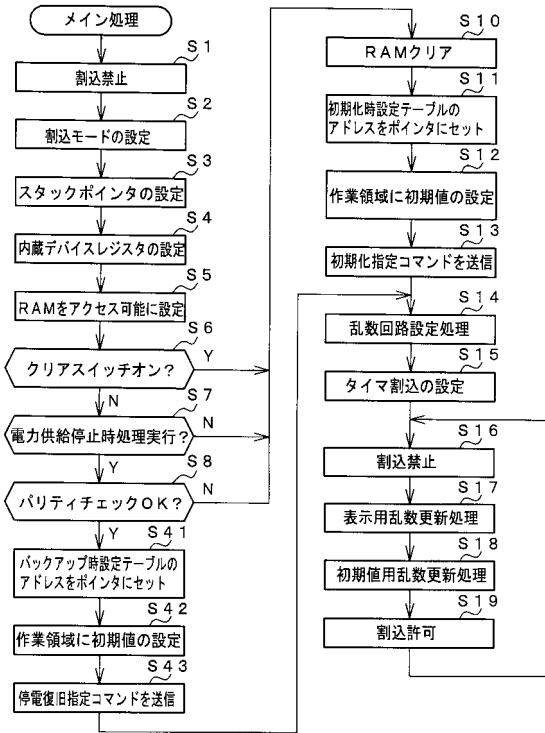 メイン処理
S1
割込禁止
S2
割込モードの設定
S3
スタックポインタの設定
S4
内蔵デバイスレジスタの設定
S5
RAMをアクセス可能に設定
S6
クリアスイッチオン?
Y
N
S7
電力供給停止時処理実行?
N
Y
S8
パリティチェックOK?
N
Y
S41
バックアップ時設定テーブルの
アドレスをポインタにセット
S42
作業領域に初期値の設定
S43
停電復旧指定コマンドを送信
S10
RAMクリア
S11
初期化時設定テーブルの
アドレスをポインタにセット
S12
作業領域に初期値の設定
S13
初期化指定コマンドを送信
S14
乱数回路設定処理
S15
タイマ割込の設定
S16
割込禁止
S17
表示用乱数更新処理
S18
初期値用乱数更新処理
S19
割込許可